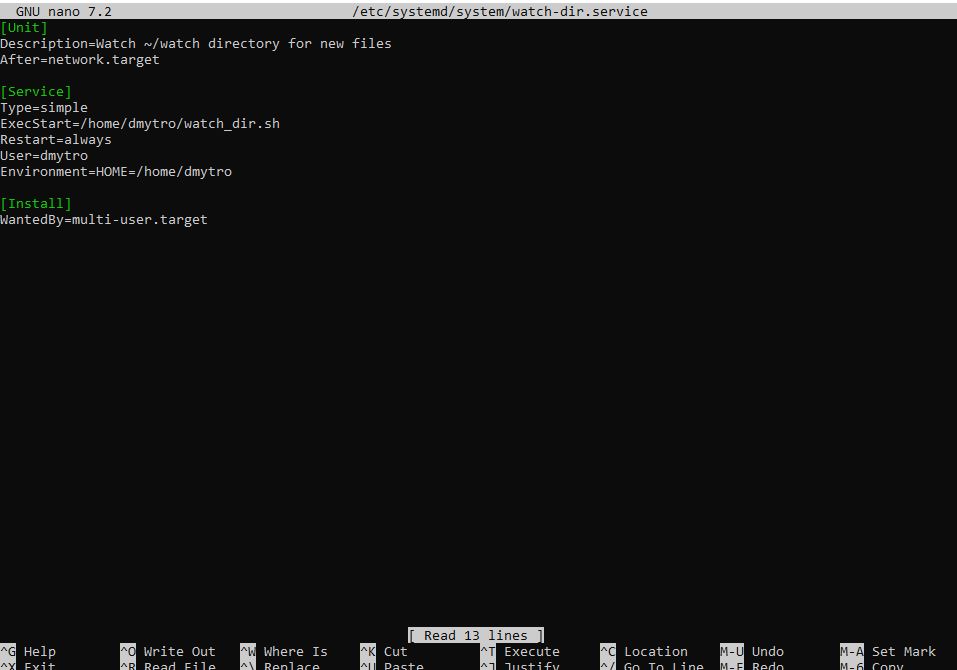 GNU nano 7.2 /etc/systemd/system/watch-dir.service
[Unit]
Description=Watch ~/watch directory for new files
After=network.target
[Service]
Type=simple
ExecStart=/home/dmytro/watch_dir.sh
Restart=always
User=dmytro
Environment=HOME=/home/dmytro
[Install]
WantedBy=multi-user.target
[ Read 13 lines ]
^G Help ^O Write Out ^W Where Is ^K Cut ^T Execute ^C Location M-U Undo M-A Set Mark
^X Exit ^R Read File ^\ Replace ^U Paste ^J Justify ^/ Go To Line M-E Redo M-6 Copy